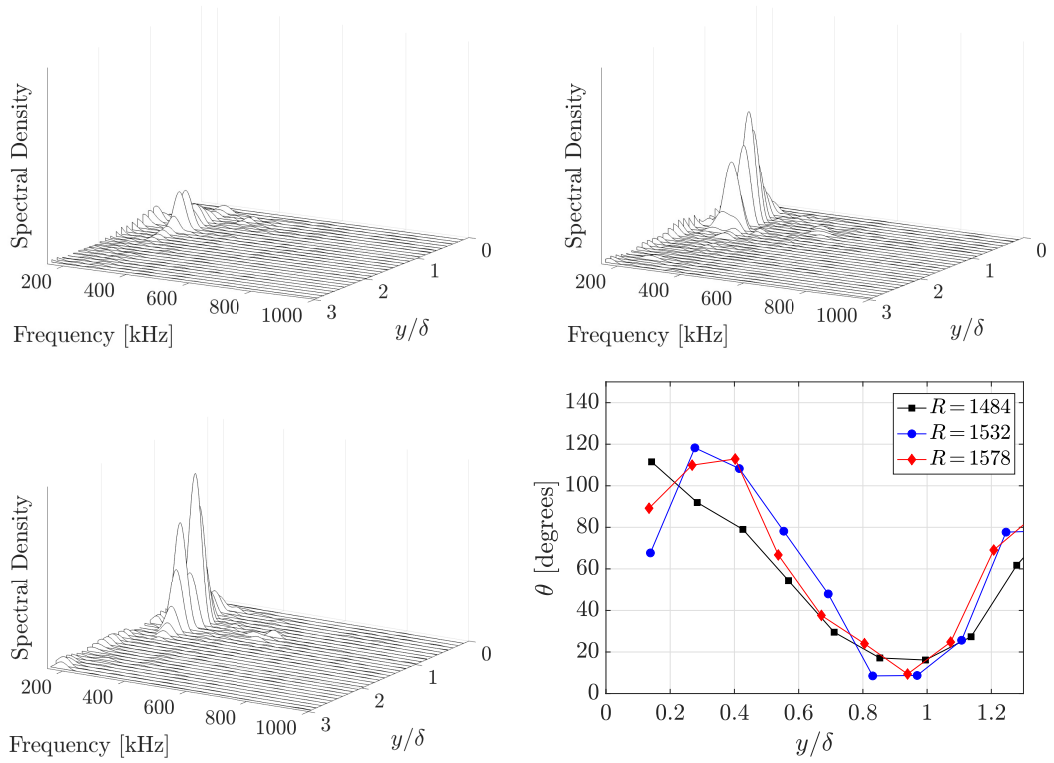 Spectral Density
200
400
600
800
1000
3
2
1
0
Frequency [kHz]
y/δ
Spectral Density
200
400
600
800
1000
3
2
1
0
Frequency [kHz]
y/δ
Spectral Density
200
400
600
800
1000
3
2
1
0
Frequency [kHz]
y/δ
θ [degrees]
140
120
100
80
60
40
20
0
0 0.2 0.4 0.6 0.8 1 1.2
y/δ
R = 1484
R = 1532
R = 1578